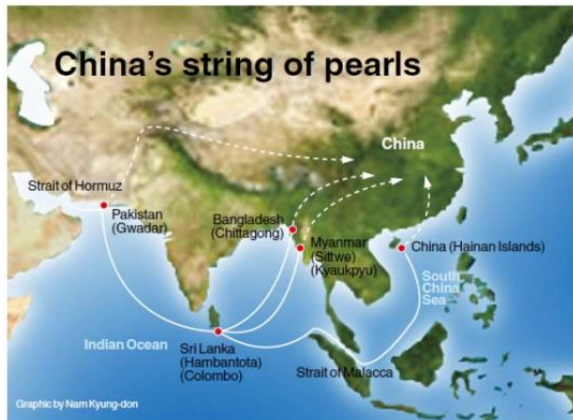 China's string of pearls
China
Strait of Hormuz
Pakistan
(Gwadar)
Bangladesh
(Chittagong)
Myanmar
(Sittwe)
(Kyaukpyu)
China (Hainan Islands)
South
China
Sea
Indian Ocean
Sri Lanka
(Hambantota)
(Colombo)
Strait of Malacca
Graphic by Nam Kyung-don